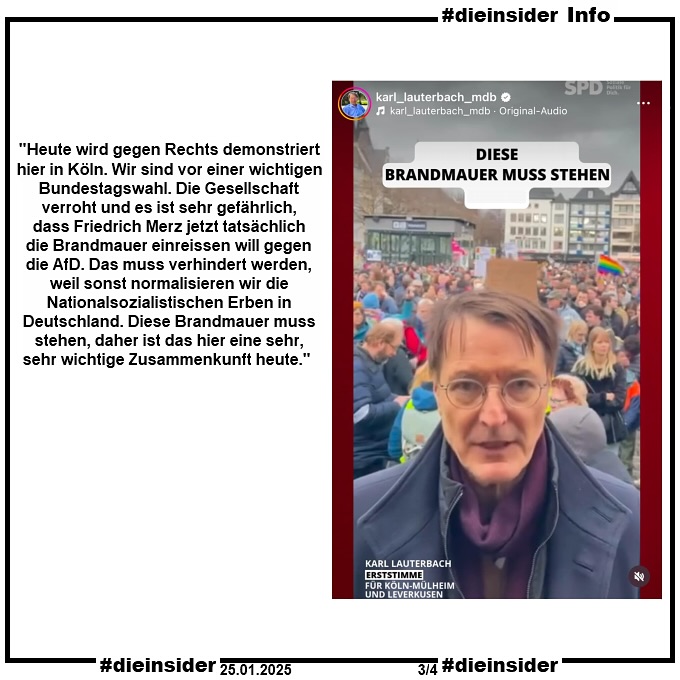 #dieinsider Info
"Heute wird gegen Rechts demonstriert
hier in Köln. Wir sind vor einer wichtigen
Bundestagswahl. Die Gesellschaft
verroht und es ist sehr gefährlich,
dass Friedrich Merz jetzt tatsächlich
die Brandmauer einreissen will gegen
die AfD. Das muss verhindert werden,
weil sonst normalisieren wir die
Nationalsozialistischen Erben in
Deutschland. Diese Brandmauer muss
stehen, daher ist das hier eine sehr,
sehr wichtige Zusammenkunft heute."
SPD
Soziale
Politik für
Dich.
karl_lauterbach_mdb
karl_lauterbach_mdb · Original-Audio
DIESE
BRANDMAUER MUSS STEHEN
KARL LAUTERBACH
ERSTSTIMME
FÜR KÖLN-MÜLHEIM
UND LEVERKUSEN
#dieinsider 25.01.2025
3/4 #dieinsider